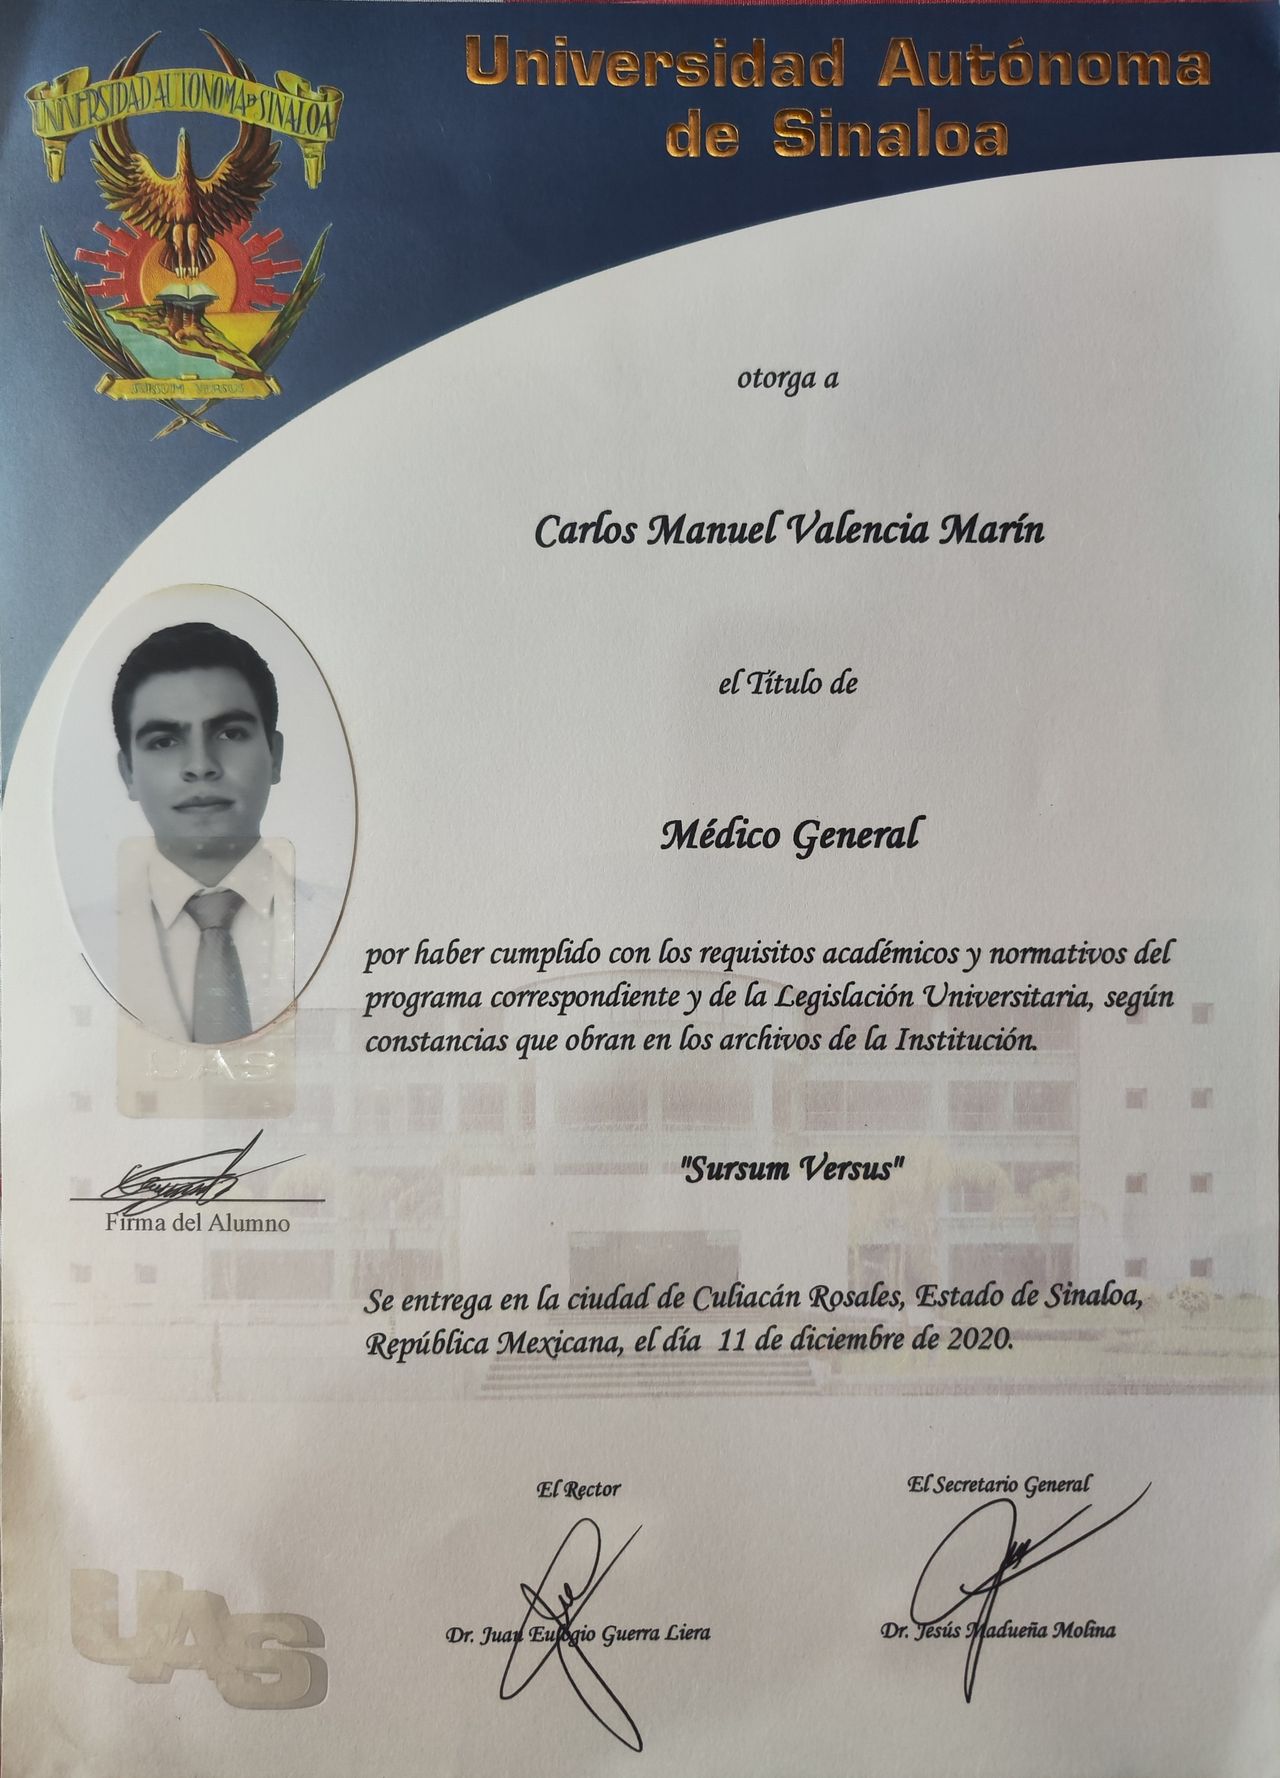 Universidad Autónoma
de Sinaloa
UNIVERSIDAD AUTONOMA DE SINALOA
SURSUM VERSUS
otorga a
Carlos Manuel Valencia Marín
el Título de
Médico General
por haber cumplido con los requisitos académicos y normativos del
programa correspondiente y de la Legislación Universitaria, según
constancias que obran en los archivos de la Institución.
UAS
"Sursum Versus"
Firma del Alumno
Se entrega en la ciudad de Culiacán Rosales, Estado de Sinaloa,
República Mexicana, el día 11 de diciembre de 2020.
El Rector
El Secretario General
Dr. Juan Eulogio Guerra Liera
Dr. Jesús Madueña Molina
UAS